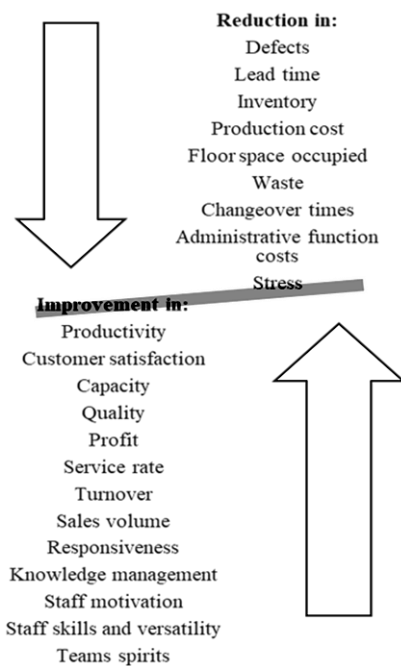 Reduction in:
Defects
Lead time
Inventory
Production cost
Floor space occupied
Waste
Changeover times
Administrative function
costs
Stress
Improvement in:
Productivity
Customer satisfaction
Capacity
Quality
Profit
Service rate
Turnover
Sales volume
Responsiveness
Knowledge management
Staff motivation
Staff skills and versatility
Teams spirits